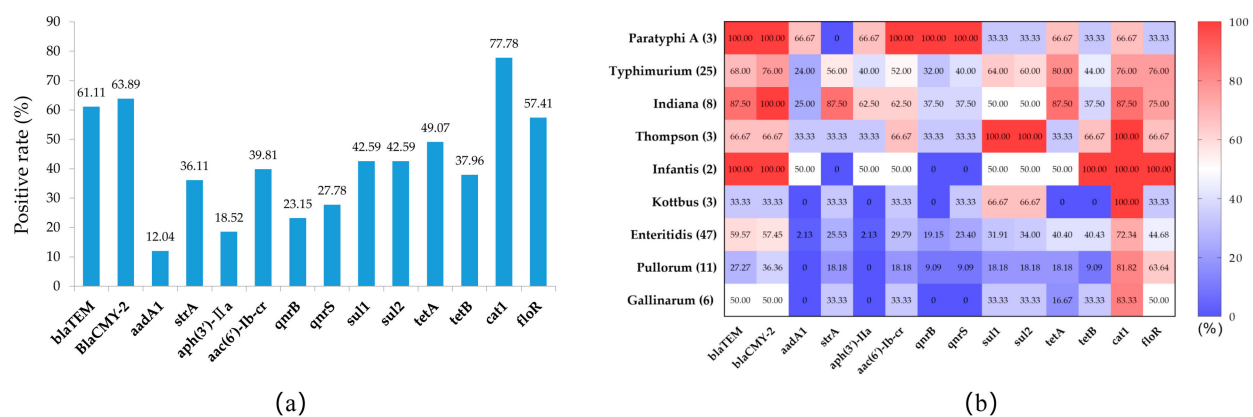 Positive rate (%)
90
80
70
60
50
40
30
20
10
0
61.11
63.89
12.04
36.11
18.52
39.81
23.15
27.78
42.59
42.59
49.07
37.96
77.78
57.41
blaTEM
BlaCMY-2
aadA1
strA
aph(3')-II a
aac(6')-Ib-cr
qnrB
qnrS
sul1
sul2
tetA
tetB
cat1
floR
(a)
Paratyphi A (3) 100.00 100.00 66.67 0 66.67 100.00 100.00 100.00 33.33 33.33 66.67 33.33 66.67 33.33
Typhimurium (25) 68.00 76.00 24.00 56.00 40.00 52.00 32.00 40.00 64.00 60.00 80.00 44.00 76.00 76.00
Indiana (8) 87.50 100.00 25.00 87.50 62.50 62.50 37.50 37.50 50.00 50.00 87.50 37.50 87.50 75.00
Thompson (3) 66.67 66.67 33.33 33.33 33.33 66.67 33.33 33.33 100.00 100.00 33.33 66.67 100.00 66.67
Infantis (2) 100.00 100.00 50.00 0 50.00 50.00 0 0 50.00 50.00 50.00 100.00 100.00 100.00
Kottbus (3) 33.33 33.33 0 33.33 0 33.33 0 33.33 66.67 66.67 0 0 100.00 33.33
Enteritidis (47) 59.57 57.45 2.13 25.53 2.13 29.79 19.15 23.40 31.91 34.00 40.40 40.43 72.34 44.68
Pullorum (11) 27.27 36.36 0 18.18 0 18.18 9.09 9.09 18.18 18.18 18.18 9.09 81.82 63.64
Gallinarum (6) 50.00 50.00 0 33.33 0 33.33 0 0 33.33 33.33 16.67 33.33 83.33 50.00
blaTEM
blaCMY-2
aadA1
strA
aph(3')-IIa
aac(6')-Ib-cr
qnrB
qnrS
sul1
sul2
tetA
tetB
cat1
floR
100
80
60
40
20
0
(%)
(b)